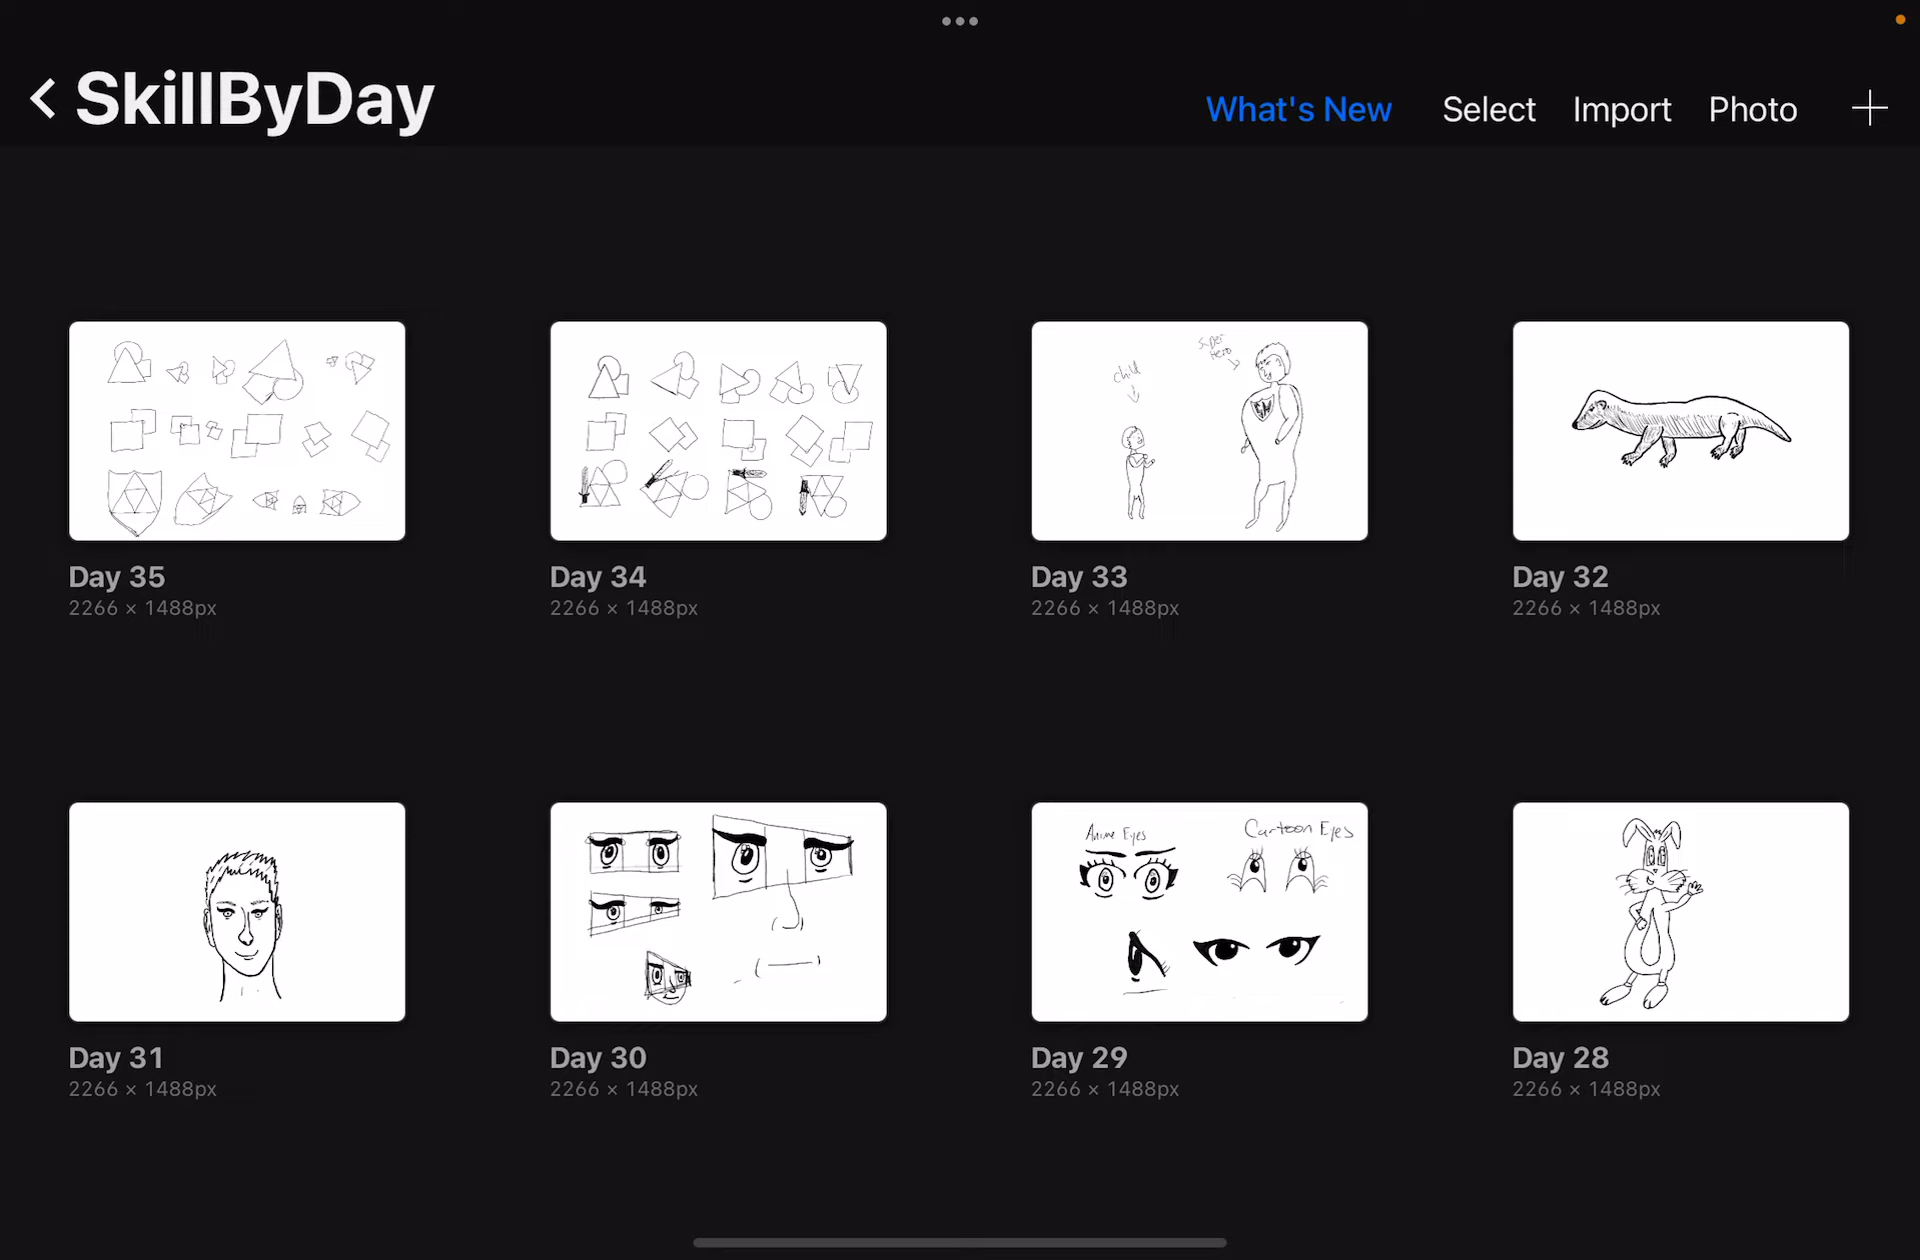 SkillByDay
What's New Select Import Photo
child
Super
Hero
Day 35
2266 × 1488px
Day 34
2266 × 1488px
Day 33
2266 × 1488px
Day 32
2266 × 1488px
Anime Eyes
Cartoon Eyes
Day 31
2266 × 1488px
Day 30
2266 × 1488px
Day 29
2266 × 1488px
Day 28
2266 × 1488px